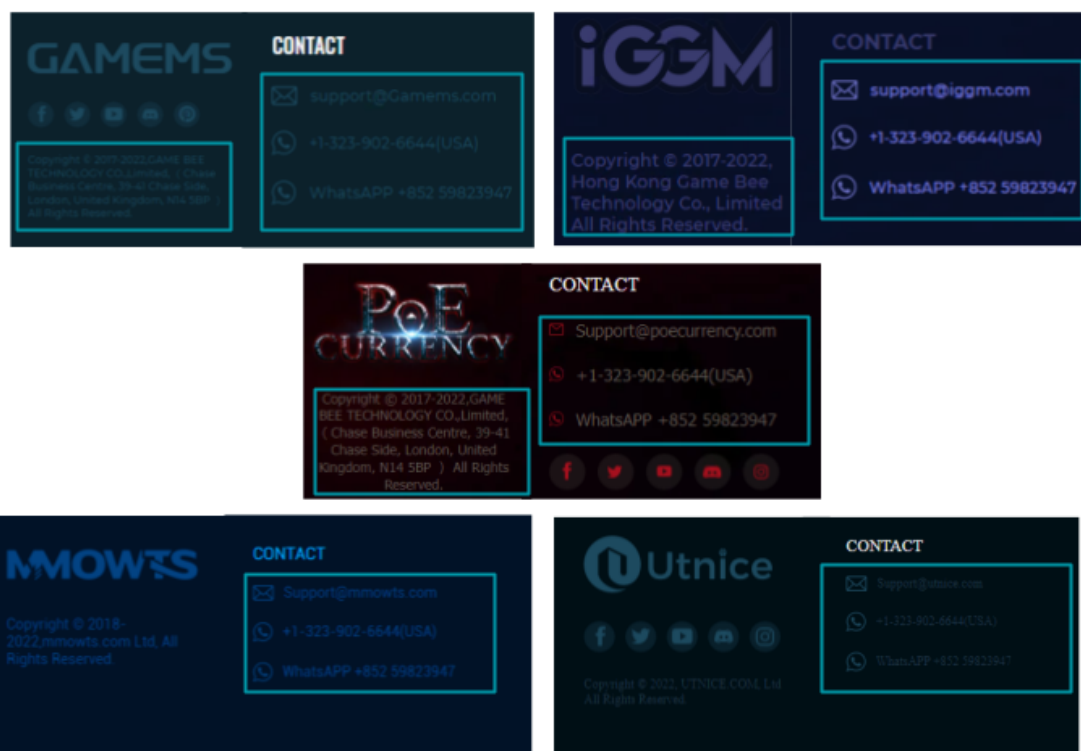 GAMEMS
Copyright © 2017-2022,GAME BEE
TECHNOLOGY CO.,Limited,（Chase
Business Centre, 39-41 Chase Side,
London, United Kingdom, N14 5BP ）
All Rights Reserved.
CONTACT
support@Gamems.com
+1-323-902-6644(USA)
WhatsAPP +852 59823947
iGGM
Copyright © 2017-2022,
Hong Kong Game Bee
Technology Co., Limited
All Rights Reserved.
CONTACT
support@iggm.com
+1-323-902-6644(USA)
WhatsAPP +852 59823947
PoE
CURRENCY
Copyright © 2017-2022,GAME
BEE TECHNOLOGY CO.,Limited,
（Chase Business Centre, 39-41
Chase Side, London, United
Kingdom, N14 5BP ）All Rights
Reserved.
CONTACT
Support@poecurrency.com
+1-323-902-6644(USA)
WhatsAPP +852 59823947
MMOWTS
Copyright © 2018-
2022,mmowts.com Ltd, All
Rights Reserved.
CONTACT
Support@mmowts.com
+1-323-902-6644(USA)
WhatsAPP +852 59823947
Utnice
Copyright © 2022, UTNICE.COM, Ltd
All Rights Reserved.
CONTACT
Support@utnice.com
+1-323-902-6644(USA)
WhatsAPP +852 59823947